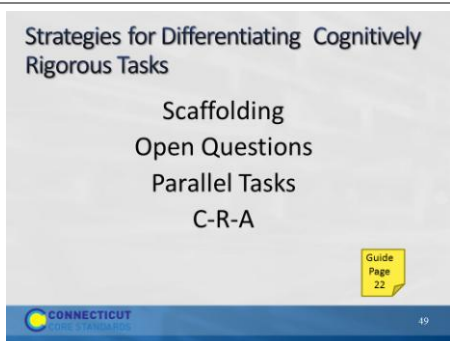 Strategies for Differentiating Cognitively
Rigorous Tasks
Scaffolding
Open Questions
Parallel Tasks
C-R-A
Guide
Page
22
CONNECTICUT
CORE STANDARDS
49